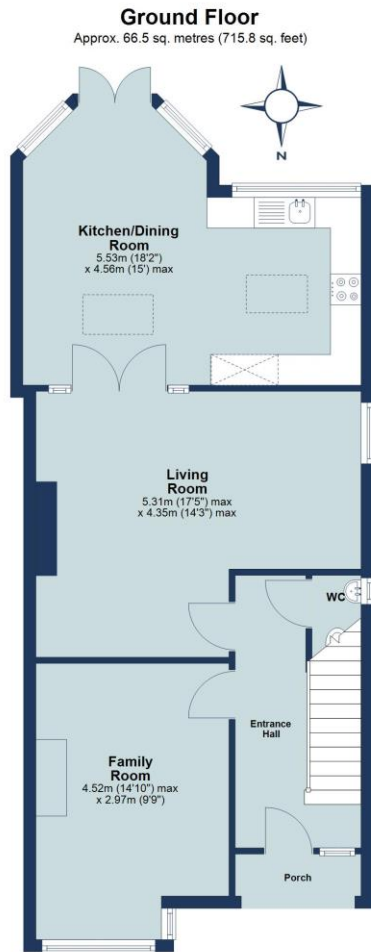 Ground Floor
Approx. 66.5 sq. metres (715.8 sq. feet)
N
Kitchen/Dining
Room
5.53m (18'2")
x 4.56m (15') max
Living
Room
5.31m (17'5") max
x 4.35m (14'3") max
WC
Entrance
Hall
Family
Room
4.52m (14'10") max
x 2.97m (9'9")
Porch